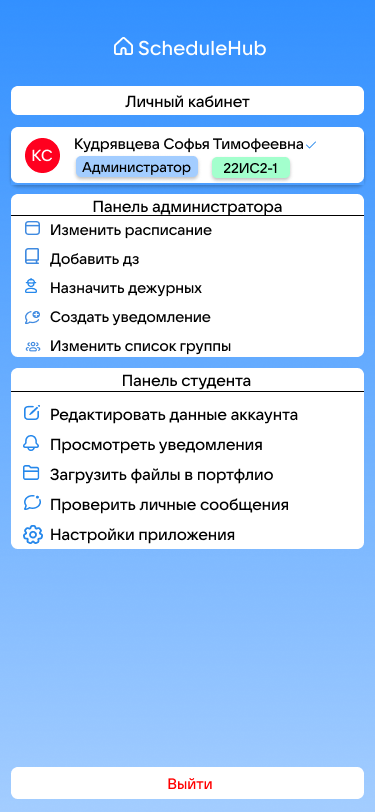 ScheduleHub
Личный кабинет
КС
Кудрявцева Софья Тимофеевна
Администратор 22ИС2-1
Панель администратора
Изменить расписание
Добавить дз
Назначить дежурных
Создать уведомление
Изменить список группы
Панель студента
Редактировать данные аккаунта
Просмотреть уведомления
Загрузить файлы в портфлио
Проверить личные сообщения
Настройки приложения
Выйти